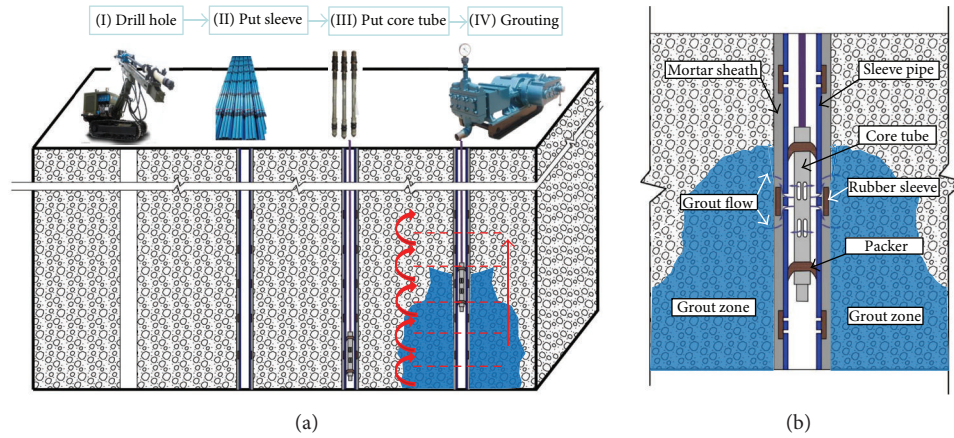 (I) Drill hole
(II) Put sleeve
(III) Put core tube
(IV) Grouting
(a)
Mortar sheath
Sleeve pipe
Core tube
Rubber sleeve
Grout flow
Packer
Grout zone
Grout zone
(b)